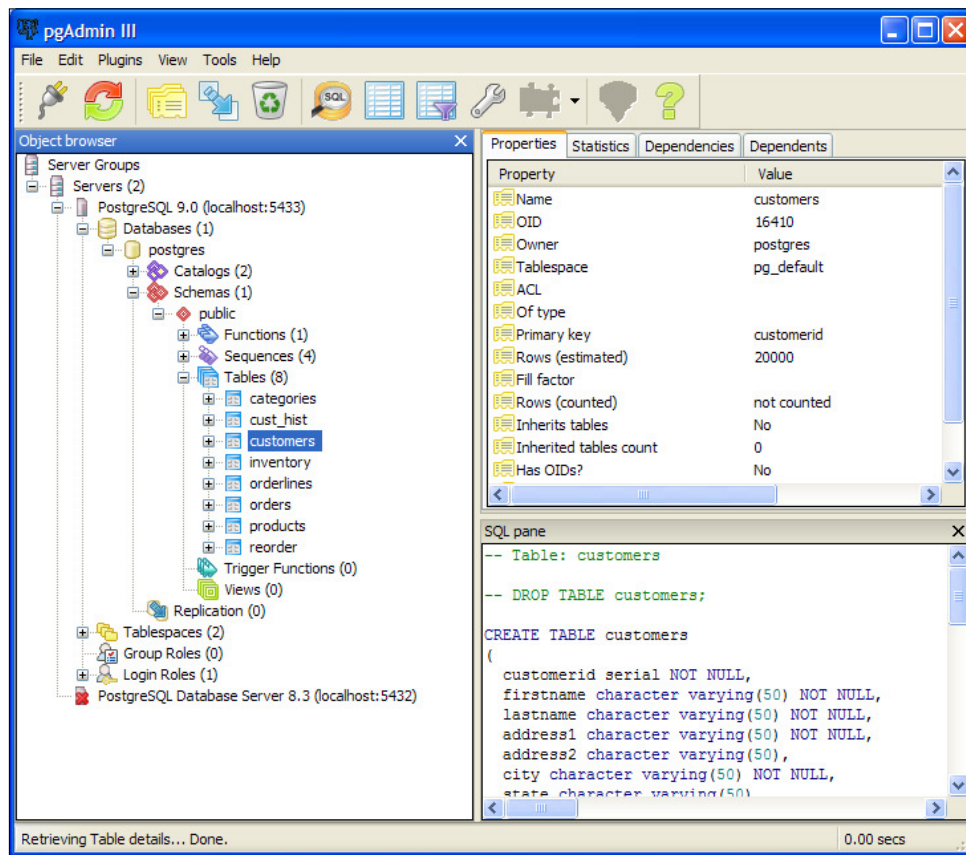 pgAdmin III
File Edit Plugins View Tools Help
SQL
Object browser
Server Groups
Servers (2)
PostgreSQL 9.0 (localhost:5433)
Databases (1)
postgres
Catalogs (2)
Schemas (1)
public
Functions (1)
Sequences (4)
Tables (8)
categories
cust_hist
customers
inventory
orderlines
orders
products
reorder
Trigger Functions (0)
Views (0)
Replication (0)
Tablespaces (2)
Group Roles (0)
Login Roles (1)
PostgreSQL Database Server 8.3 (localhost:5432)
Properties Statistics Dependencies Dependents
Property Value
Name customers
OID 16410
Owner postgres
Tablespace pg_default
ACL
Of type
Primary key customerid
Rows (estimated) 20000
Fill factor
Rows (counted) not counted
Inherits tables No
Inherited tables count 0
Has OIDs? No
SQL pane
-- Table: customers
-- DROP TABLE customers;
CREATE TABLE customers
(
customerid serial NOT NULL,
firstname character varying(50) NOT NULL,
lastname character varying(50) NOT NULL,
address1 character varying(50) NOT NULL,
address2 character varying(50),
city character varying(50) NOT NULL,
state character varying(50)
Retrieving Table details... Done.
0.00 secs